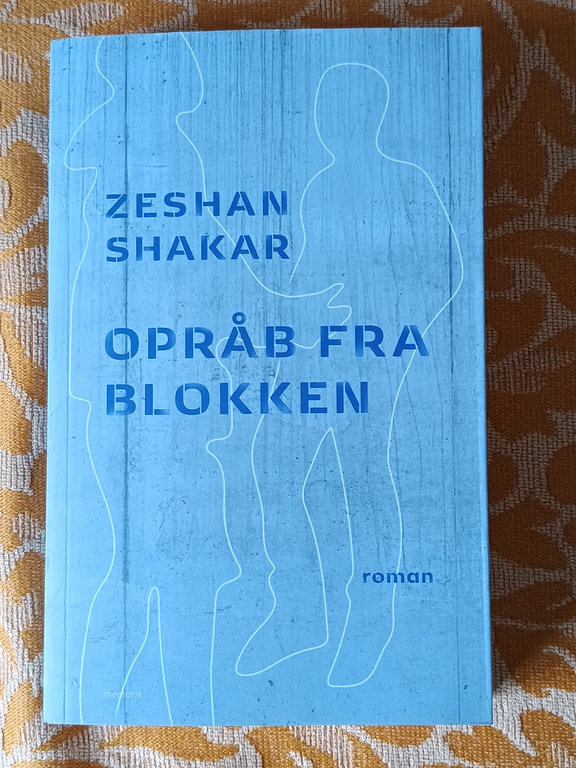 ZESHAN
SHAKAR
OPRÅB FRA
BLOKKEN
roman